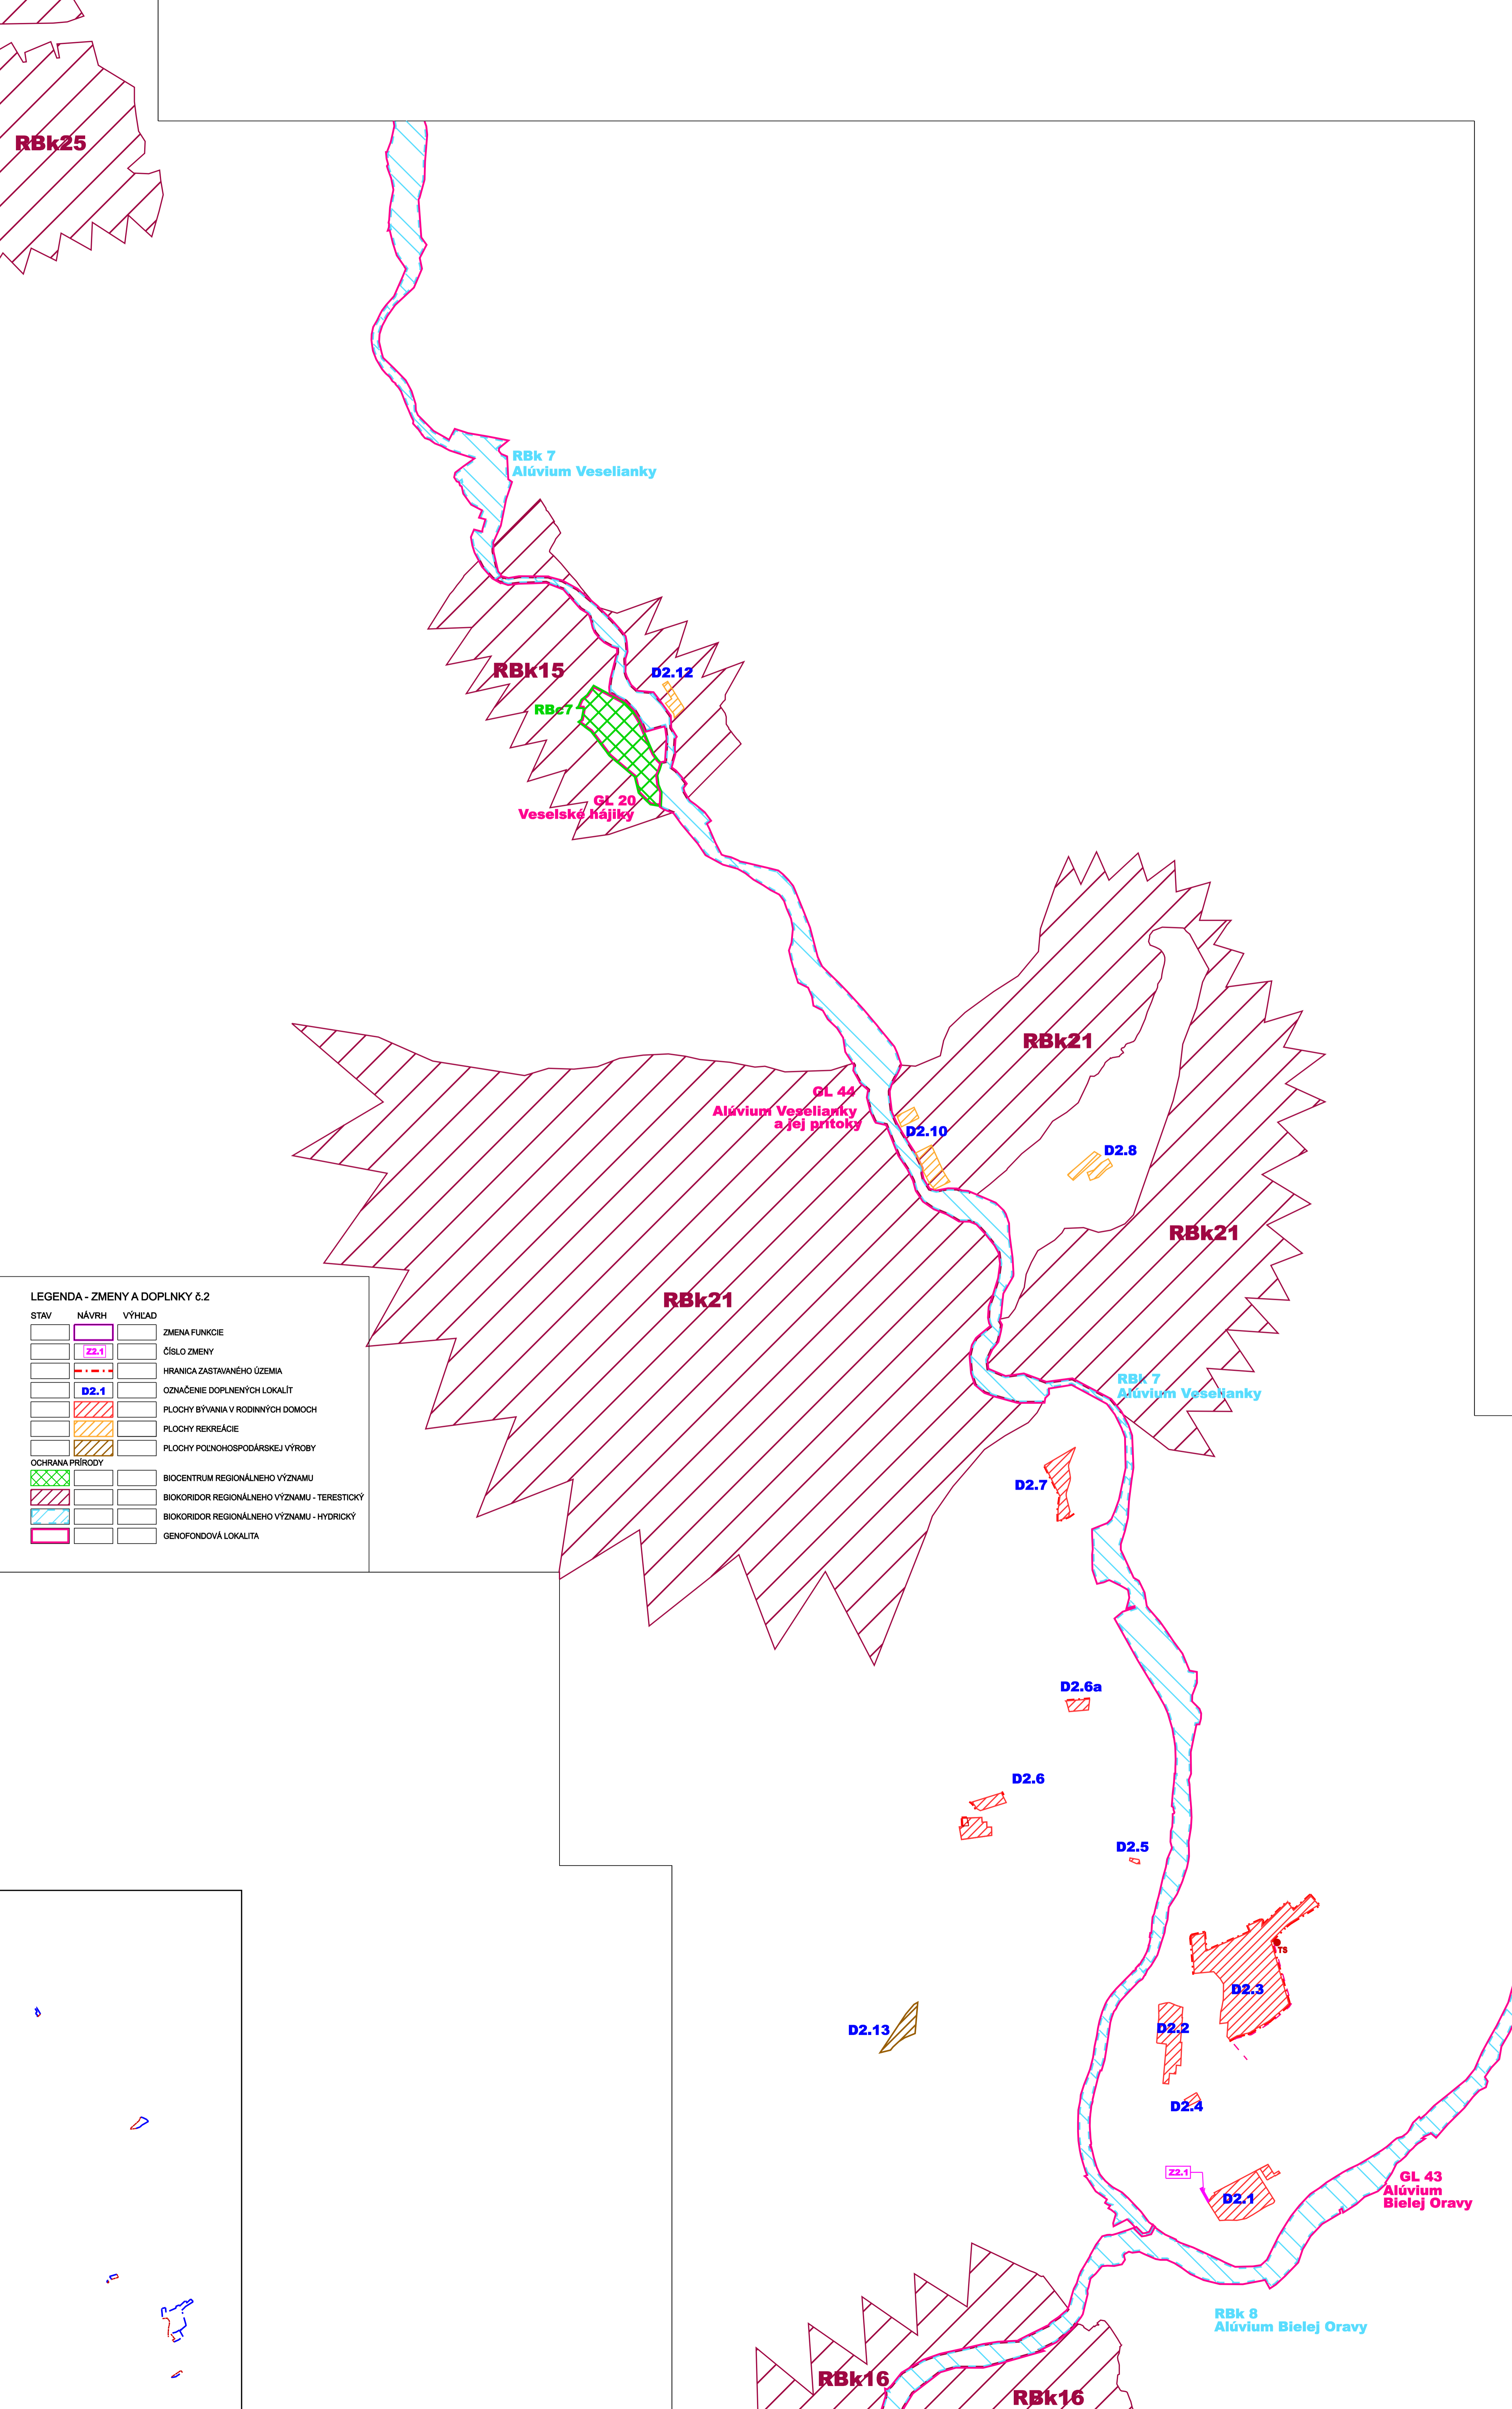 RBk25
RBk 7
Alúvium Veselianky
RBk15
D2.12
RBc7
GL 20
Veselské hájiky
RBk21
GL 44
Alúvium Veselianky
a jej prítoky
D2.10
D2.8
RBk21
RBk21
LEGENDA - ZMENY A DOPLNKY č.2
STAV NÁVRH VÝHĽAD
ZMENA FUNKCIE
Z2.1 ČÍSLO ZMENY
HRANICA ZASTAVANÉHO ÚZEMIA
D2.1 OZNAČENIE DOPLNENÝCH LOKALÍT
PLOCHY BÝVANIA V RODINNÝCH DOMOCH
PLOCHY REKREÁCIE
PLOCHY POĽNOHOSPODÁRSKEJ VÝROBY
OCHRANA PRÍRODY
BIOCENTRUM REGIONÁLNEHO VÝZNAMU
BIOKORIDOR REGIONÁLNEHO VÝZNAMU - TERESTICKÝ
BIOKORIDOR REGIONÁLNEHO VÝZNAMU - HYDRICKÝ
GENOFONDOVÁ LOKALITA
RBk 7
Alúvium Veselianky
D2.7
D2.6a
D2.6
D2.5
TS
D2.3
D2.13
D2.2
D2.4
Z2.1
D2.1
GL 43
Alúvium
Bielej Oravy
RBk 8
Alúvium Bielej Oravy
RBk16
RBk16